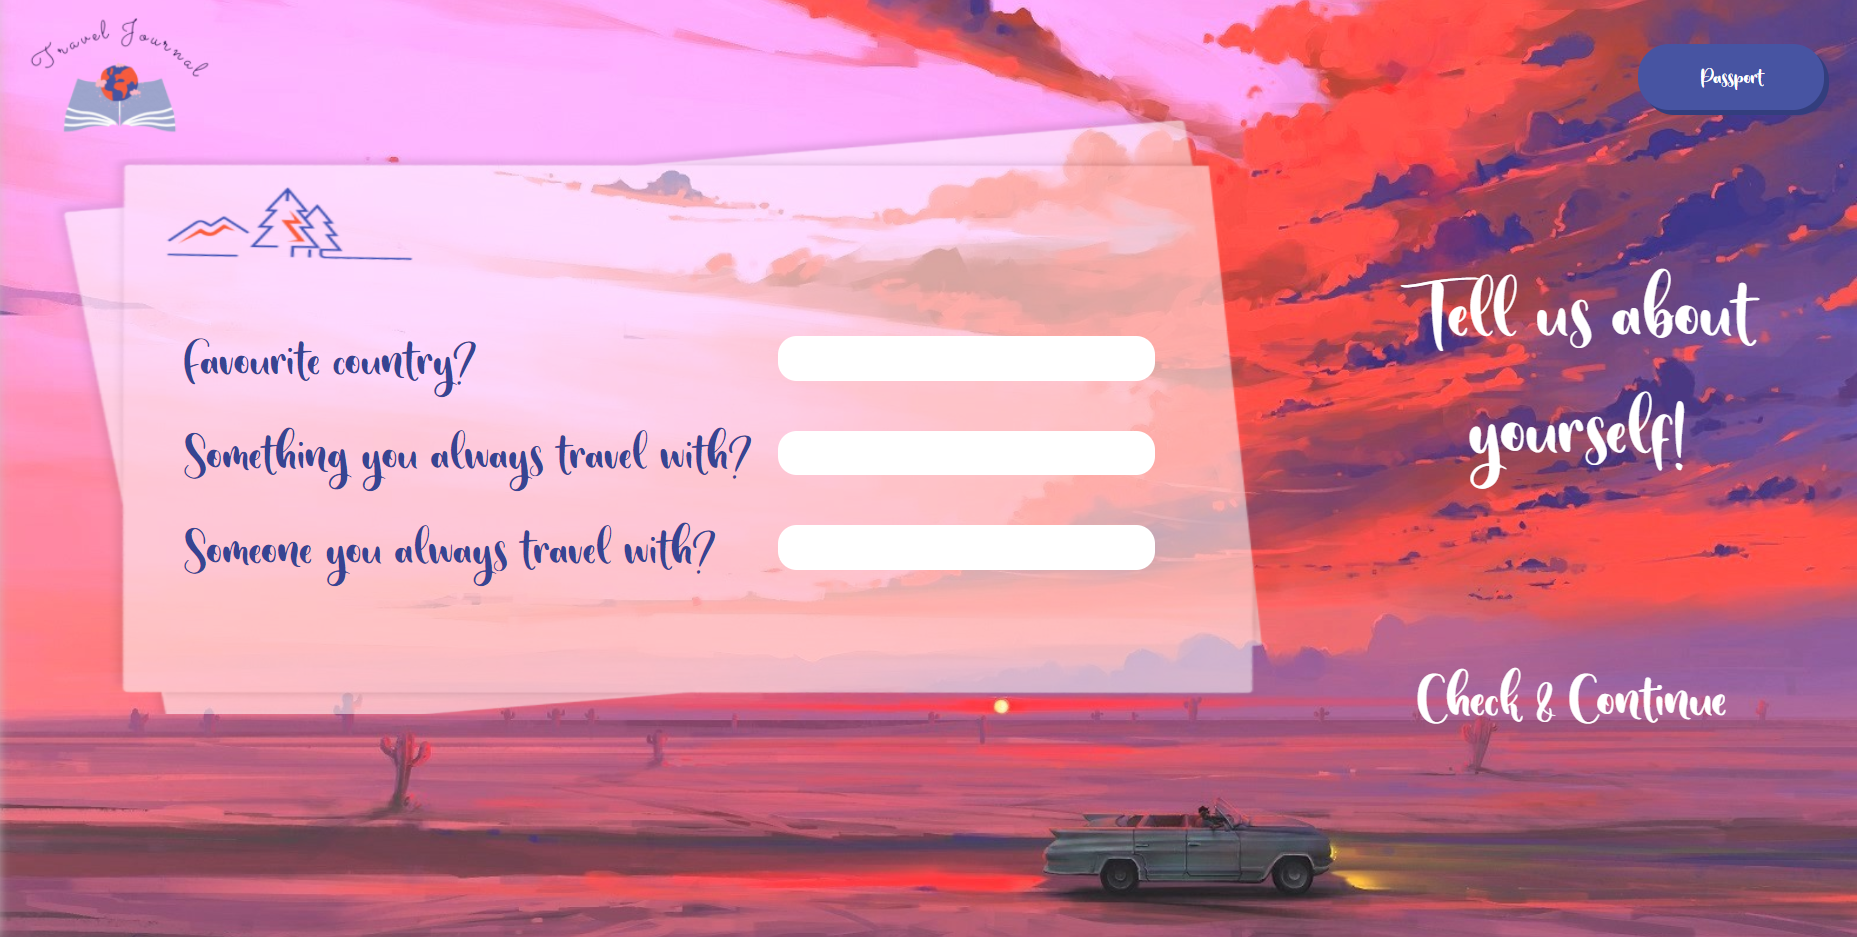 Travel Journal
Passport
Tell us about
yourself!
Favourite country?
Something you always travel with?
Someone you always travel with?
Check & Continue